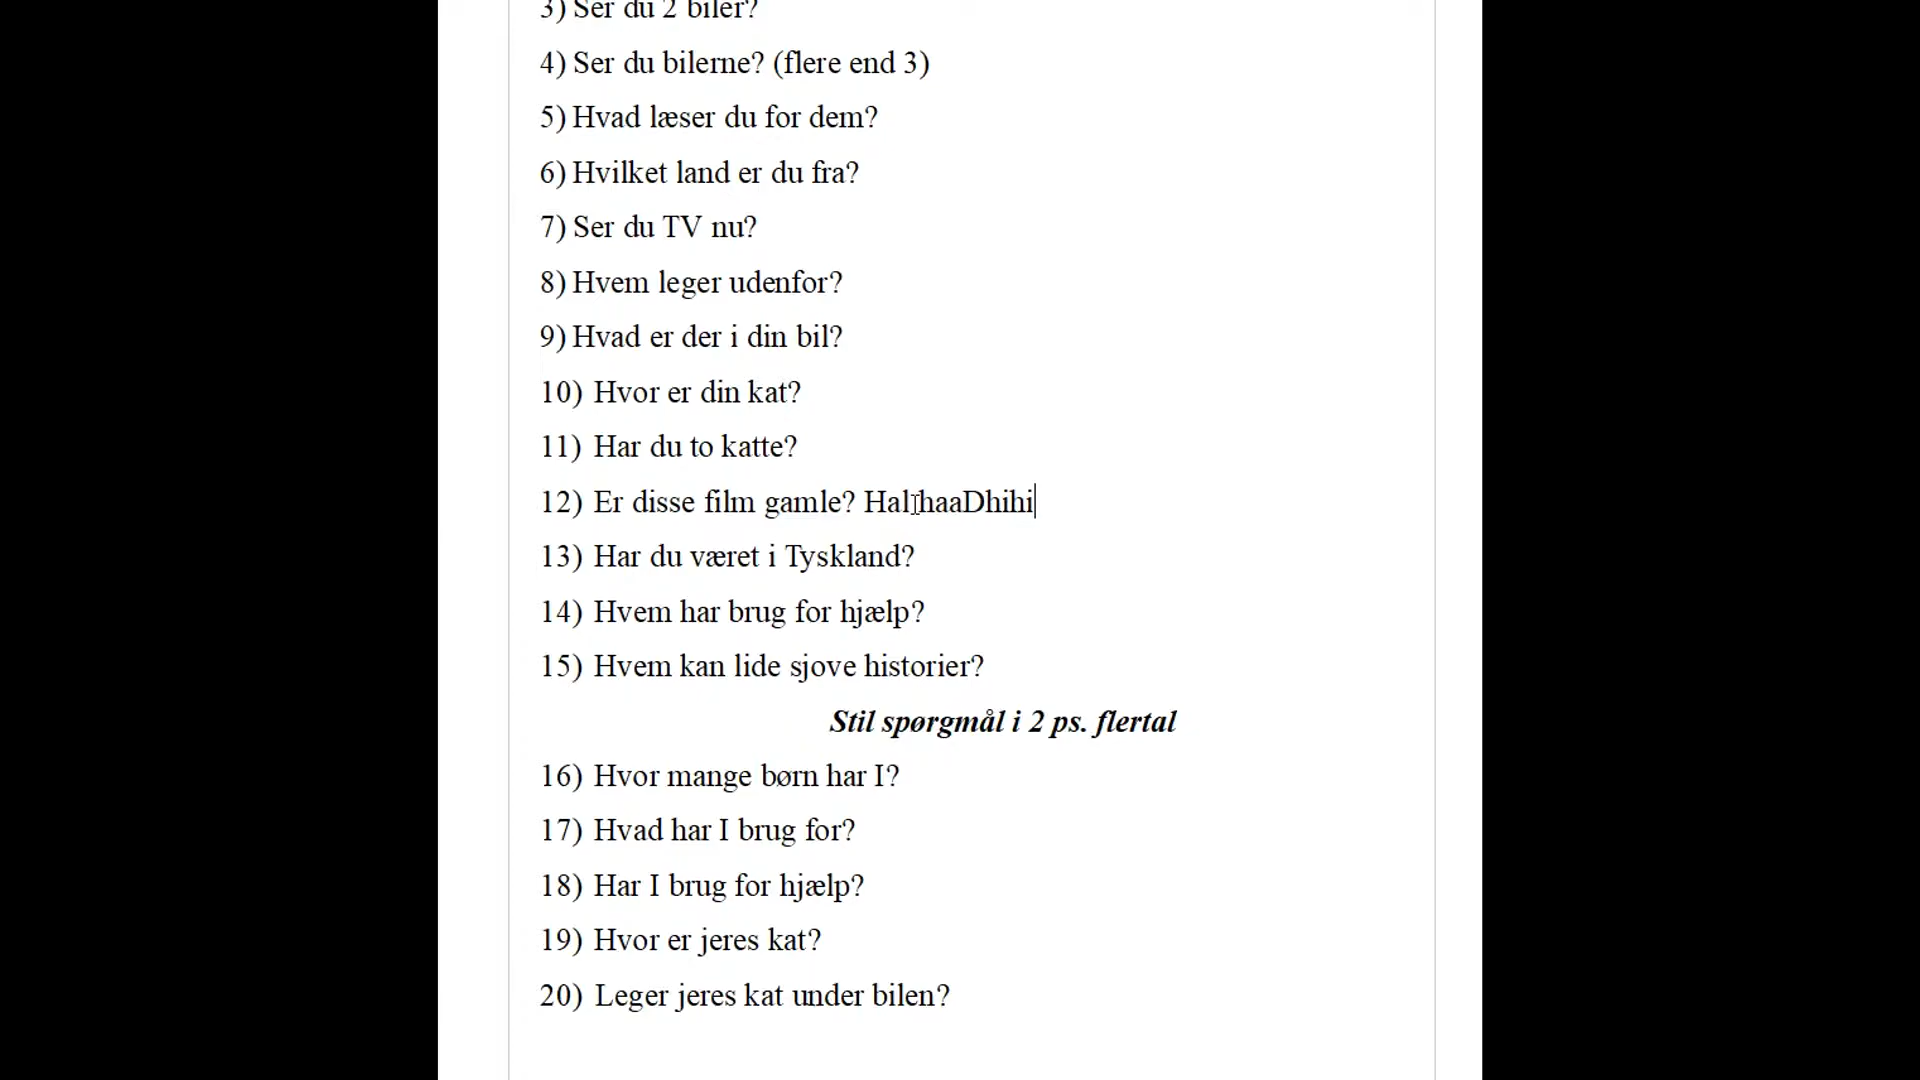 3) Ser du 2 biler?
4) Ser du bilerne? (flere end 3)
5) Hvad læser du for dem?
6) Hvilket land er du fra?
7) Ser du TV nu?
8) Hvem leger udenfor?
9) Hvad er der i din bil?
10) Hvor er din kat?
11) Har du to katte?
12) Er disse film gamle? HalhaaDhihi
13) Har du været i Tyskland?
14) Hvem har brug for hjælp?
15) Hvem kan lide sjove historier?
Stil spørgmål i 2 ps. flertal
16) Hvor mange børn har I?
17) Hvad har I brug for?
18) Har I brug for hjælp?
19) Hvor er jeres kat?
20) Leger jeres kat under bilen?